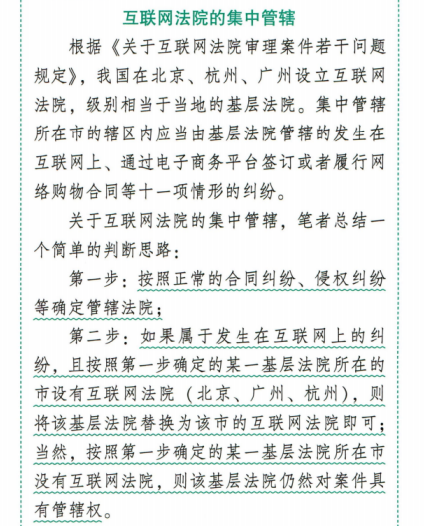 互联网法院的集中管辖
根据《关于互联网法院审理案件若干问题
规定》，我国在北京、杭州、广州设立互联网
法院，级别相当于当地的基层法院。集中管辖
所在市的辖区内应当由基层法院管辖的发生在
互联网上、通过电子商务平台签订或者履行网
络购物合同等十一项情形的纠纷。
关于互联网法院的集中管辖，笔者总结一
个简单的判断思路：
第一步：按照正常的合同纠纷、侵权纠纷
等确定管辖法院；
第二步：如果属于发生在互联网上的纠
纷，且按照第一步确定的某一基层法院所在的
市设有互联网法院（北京、广州、杭州），则
将该基层法院替换为该市的互联网法院即可；
当然，按照第一步确定的某一基层法院所在市
没有互联网法院，则该基层法院仍然对案件具
有管辖权。